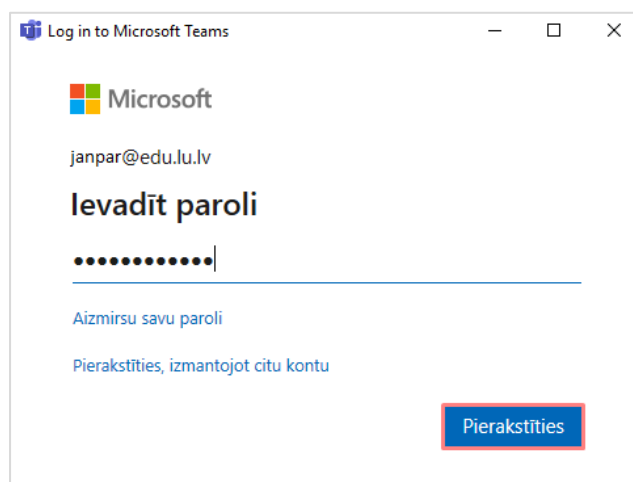 Log in to Microsoft Teams
Microsoft
janpar@edu.lu.lv
Ievadīt paroli
••••••••••••
Aizmirsu savu paroli
Pierakstīties, izmantojot citu kontu
Pierakstīties